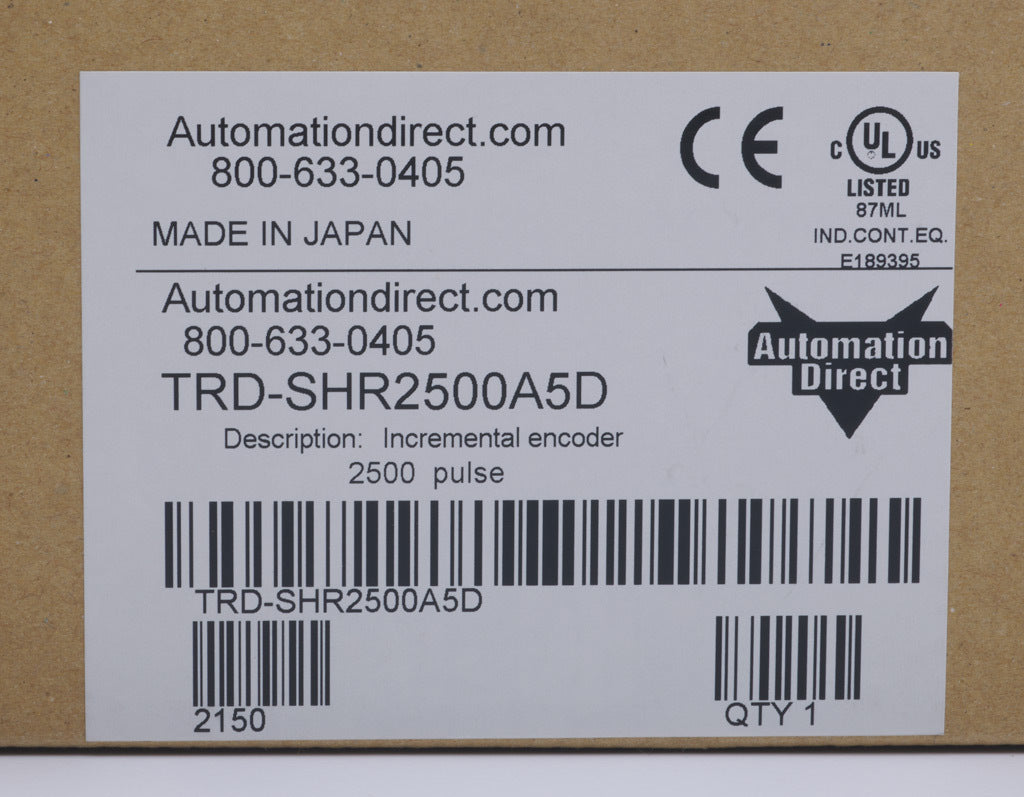 Automationdirect.com
800-633-0405
MADE IN JAPAN
CE
C UL US
LISTED
87ML
IND.CONT.EQ.
E189395
Automationdirect.com
800-633-0405
TRD-SHR2500A5D
Description: Incremental encoder
2500 pulse
Automation
Direct
TRD-SHR2500A5D
2150
QTY 1